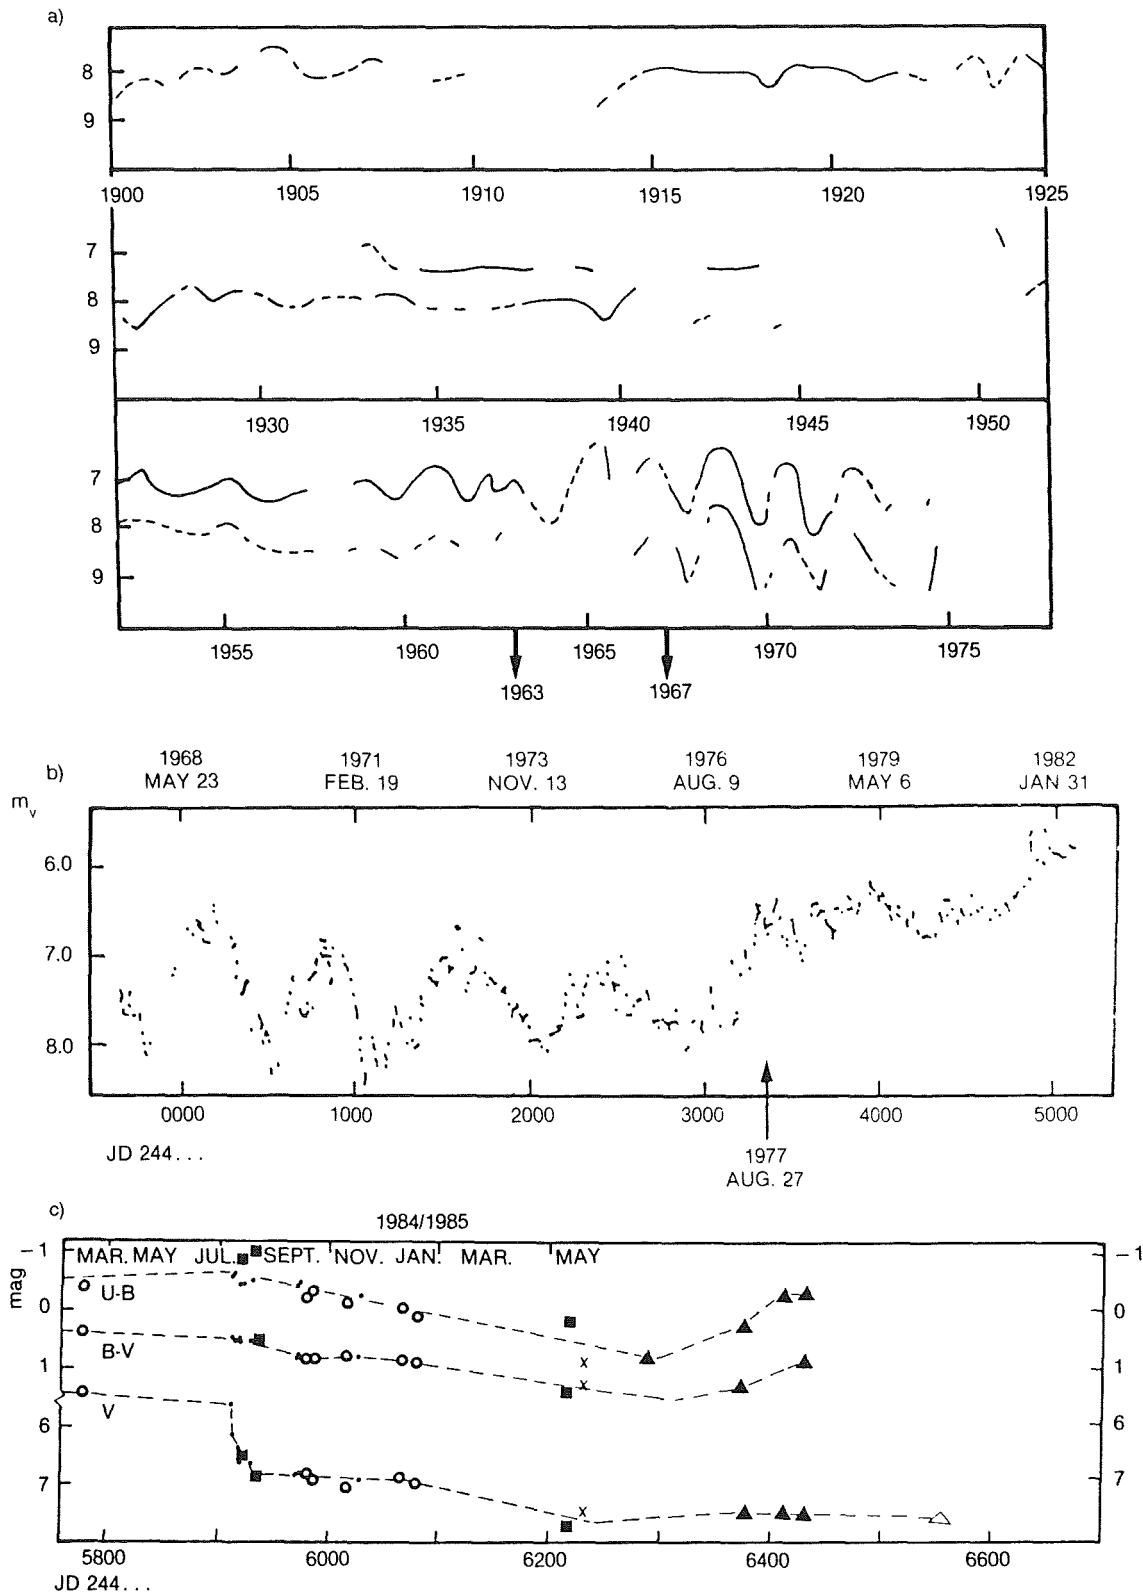 a)
8
9
1900 1905 1910 1915 1920 1925
7
8
9
1930 1935 1940 1945 1950
7
8
9
1955 1960 1965 1970 1975
1963 1967
b)
1968 1971 1973 1976 1979 1982
MAY 23 FEB. 19 NOV. 13 AUG. 9 MAY 6 JAN 31
mv
6.0
7.0
8.0
0000 1000 2000 3000 4000 5000
JD 244...
1977
AUG. 27
c)
1984/1985
-1 MAR. MAY JUL. SEPT. NOV. JAN. MAR. MAY -1
mag
U-B
0 0
B-V
1 1
V
6 6
7 7
x
x
x
5800 6000 6200 6400 6600
JD 244...